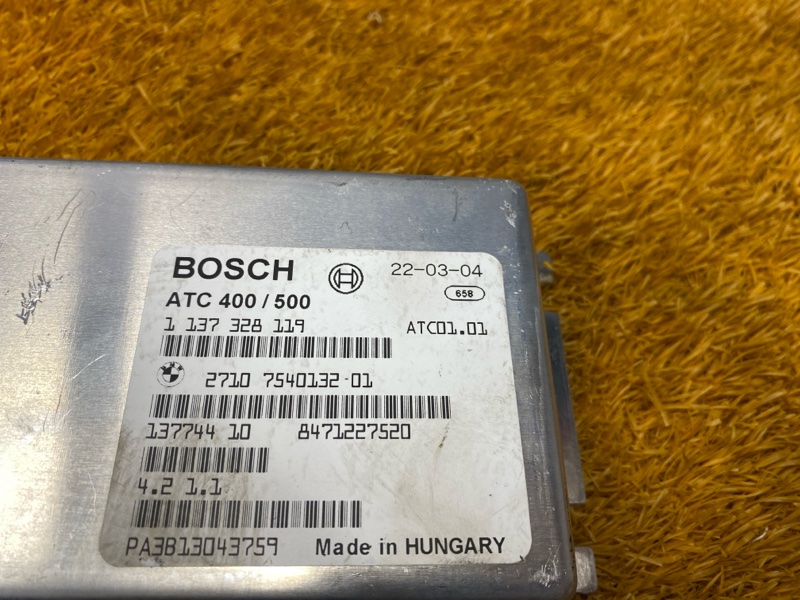 BOSCH 22-03-04
658
ATC 400 / 500
1 137 328 119 ATC01.01
2710 7540132-01
137744 10 8471227520
4.2 1.1
PA3B13043759 Made in HUNGARY